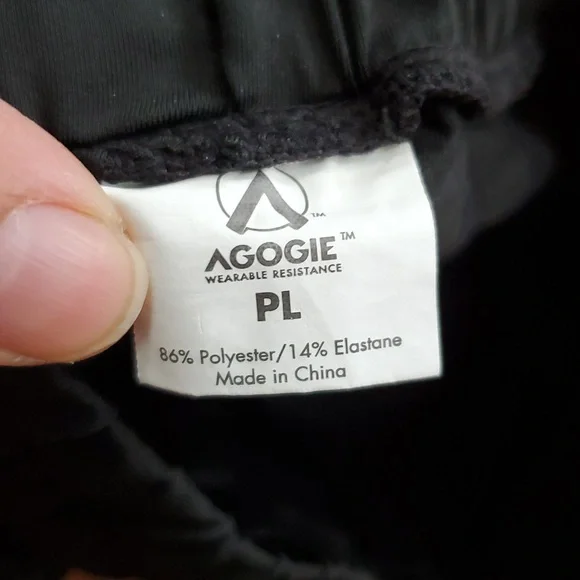 ™
AGOGIE™
WEARABLE RESISTANCE
PL
86% Polyester/14% Elastane
Made in China